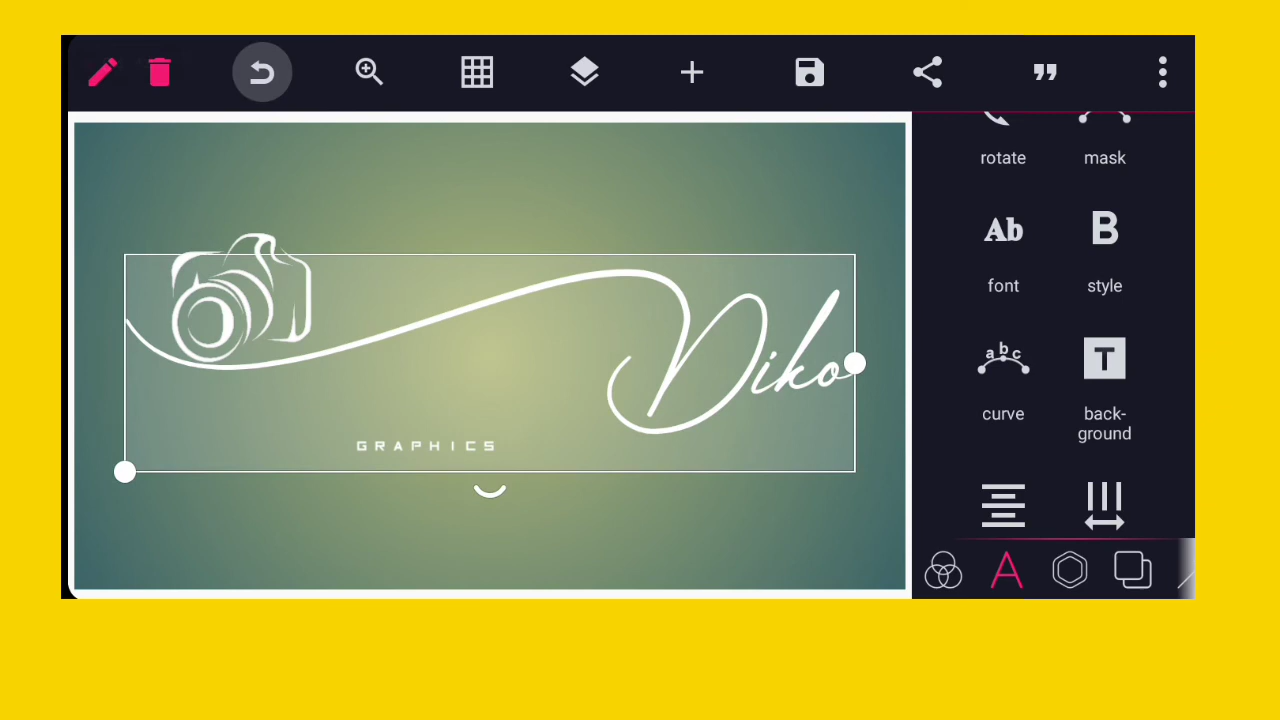 rotate mask
Ab B
font style
abc T
curve back-
ground
Diko
GRAPHICS
A